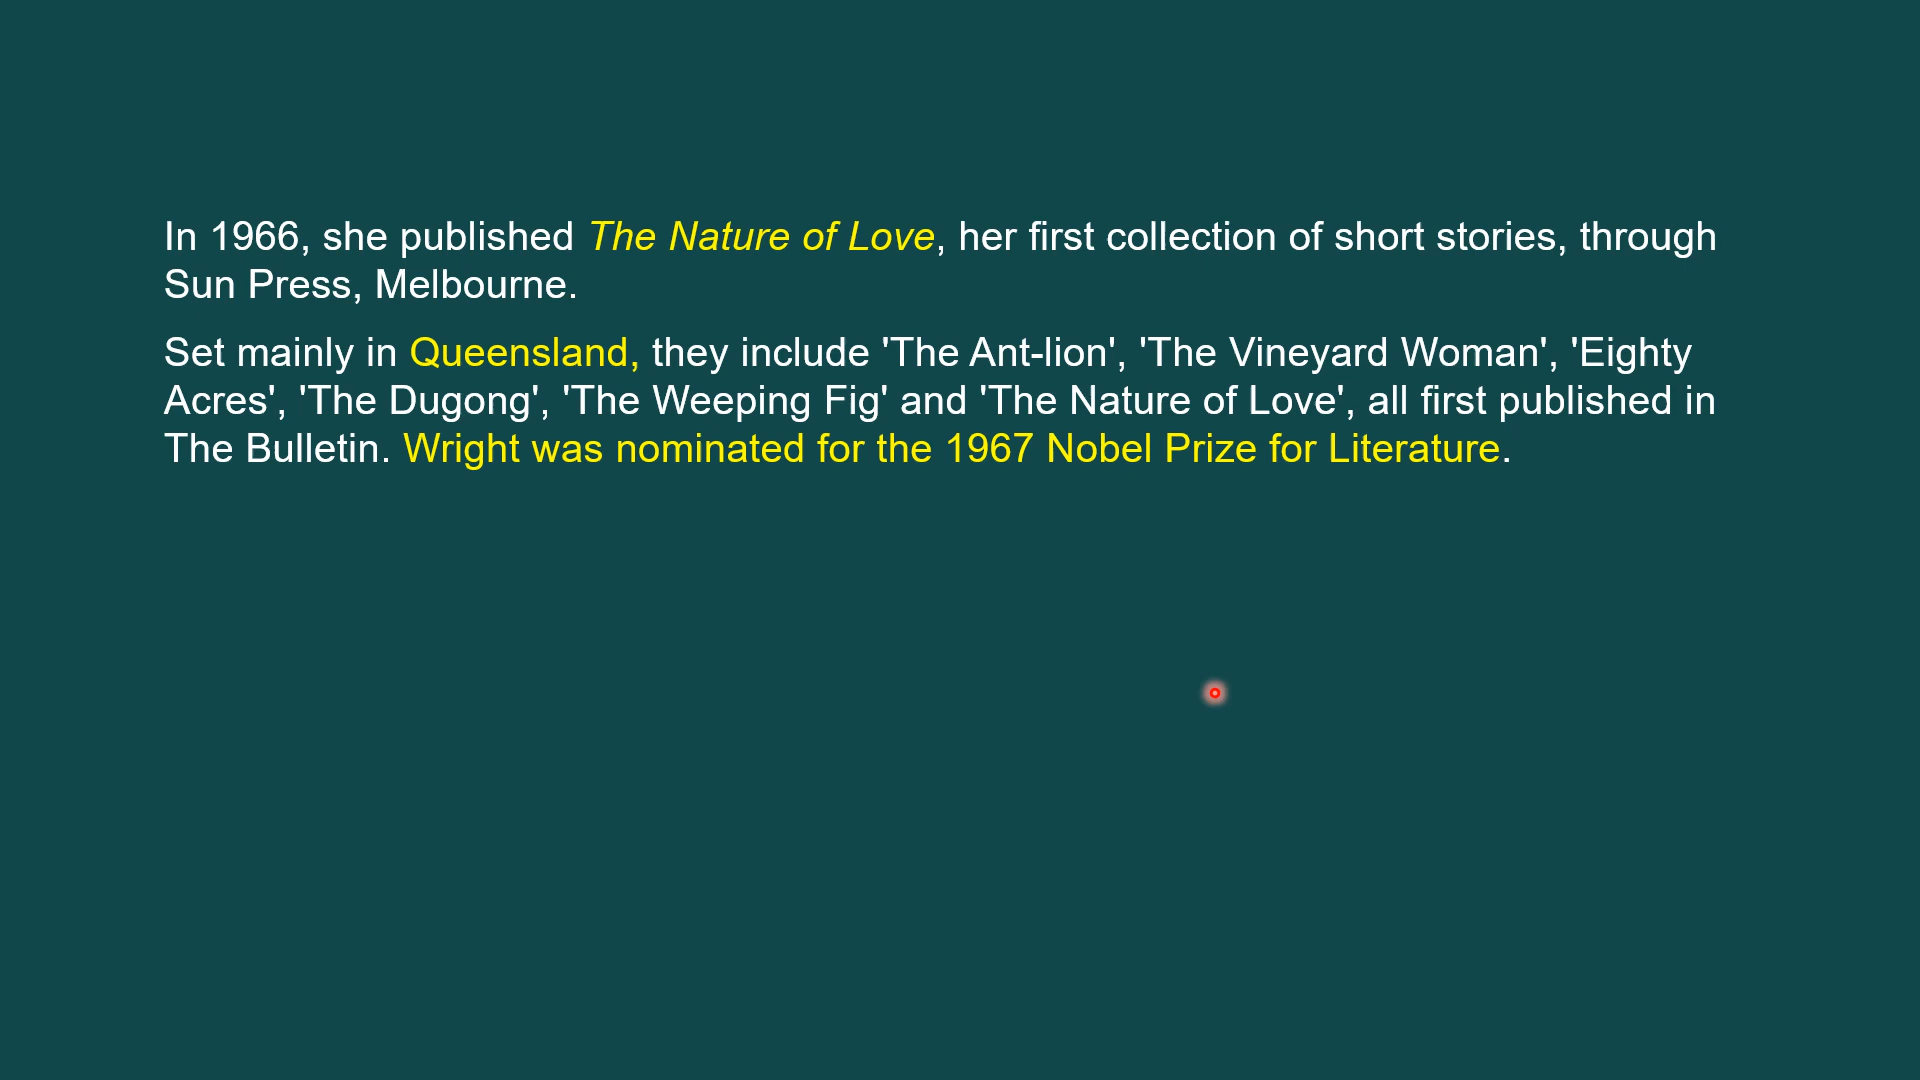 In 1966, she published The Nature of Love, her first collection of short stories, through
Sun Press, Melbourne.
Set mainly in Queensland, they include 'The Ant-lion', 'The Vineyard Woman', 'Eighty
Acres', 'The Dugong', 'The Weeping Fig' and 'The Nature of Love', all first published in
The Bulletin. Wright was nominated for the 1967 Nobel Prize for Literature.